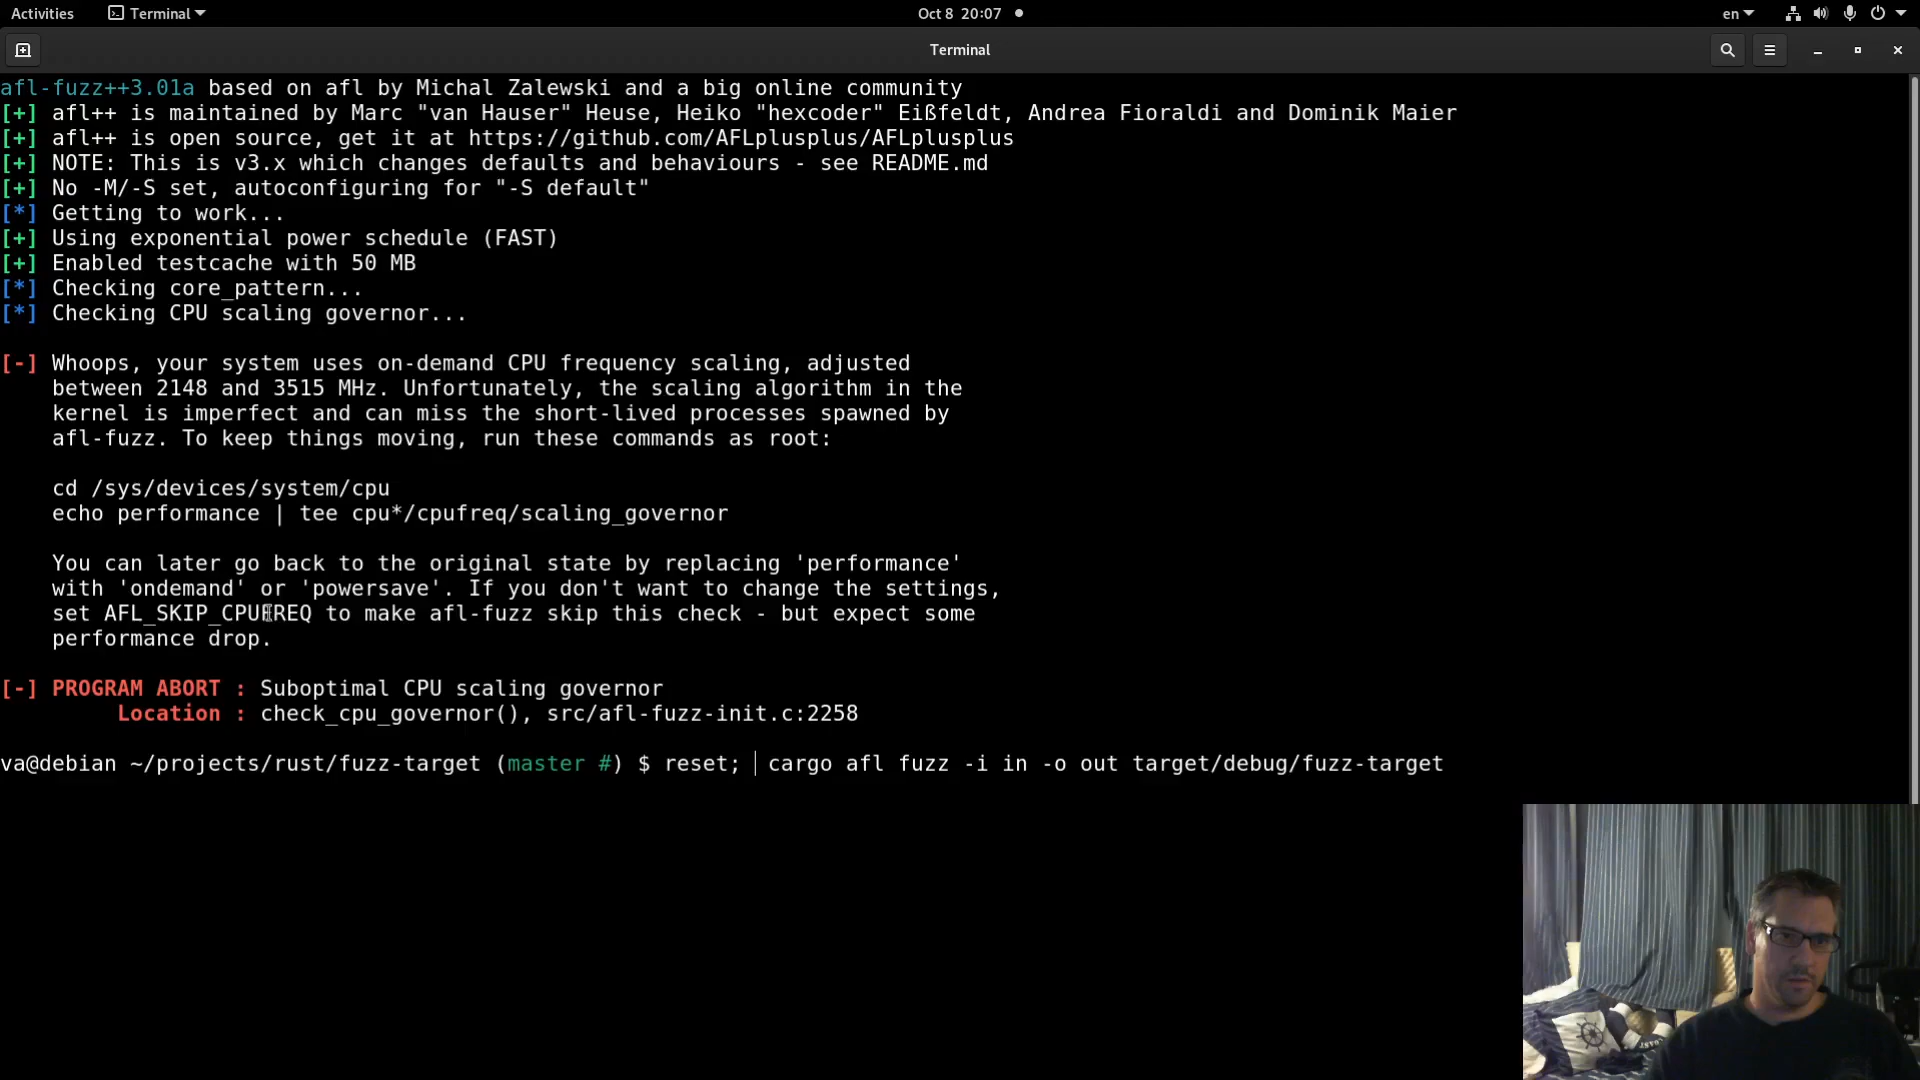 Activities
Terminal
Oct 8 20:07
en
Terminal
afl-fuzz++3.01a based on afl by Michal Zalewski and a big online community
[+] afl++ is maintained by Marc "van Hauser" Heuse, Heiko "hexcoder" Eißfeldt, Andrea Fioraldi and Dominik Maier
[+] afl++ is open source, get it at https://github.com/AFLplusplus/AFLplusplus
[+] NOTE: This is v3.x which changes defaults and behaviours - see README.md
[+] No -M/-S set, autoconfiguring for "-S default"
[*] Getting to work...
[+] Using exponential power schedule (FAST)
[+] Enabled testcache with 50 MB
[*] Checking core_pattern...
[*] Checking CPU scaling governor...
[-] Whoops, your system uses on-demand CPU frequency scaling, adjusted
between 2148 and 3515 MHz. Unfortunately, the scaling algorithm in the
kernel is imperfect and can miss the short-lived processes spawned by
afl-fuzz. To keep things moving, run these commands as root:
cd /sys/devices/system/cpu
echo performance | tee cpu*/cpufreq/scaling_governor
You can later go back to the original state by replacing 'performance'
with 'ondemand' or 'powersave'. If you don't want to change the settings,
set AFL_SKIP_CPUFREQ to make afl-fuzz skip this check - but expect some
performance drop.
[-] PROGRAM ABORT : Suboptimal CPU scaling governor
Location : check_cpu_governor(), src/afl-fuzz-init.c:2258
va@debian ~/projects/rust/fuzz-target (master #) $ reset; cargo afl fuzz -i in -o out target/debug/fuzz-target